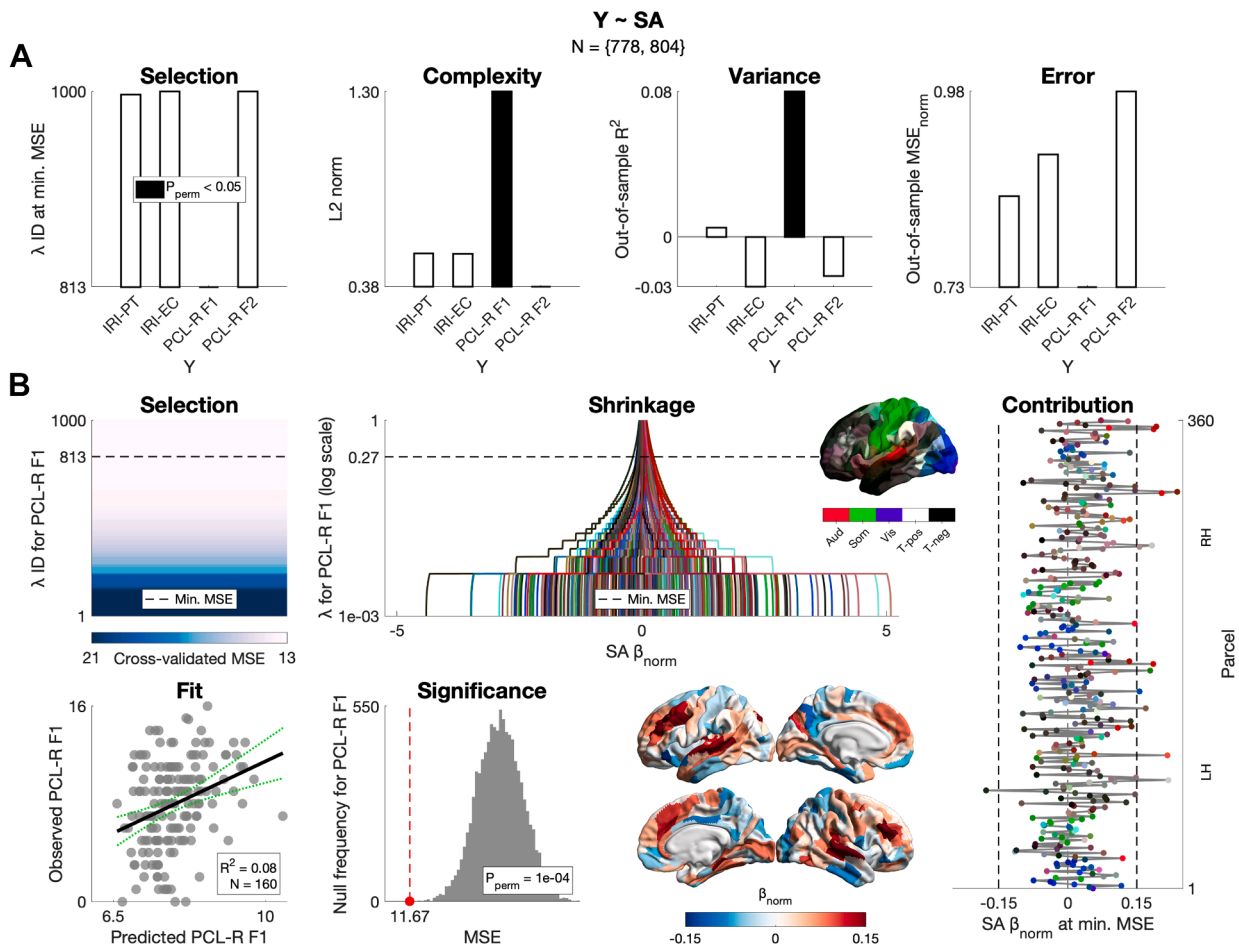 Y ~ SA
N = {778, 804}
A
Selection
Complexity
Variance
Error
λ ID at min. MSE
1000
813
P perm < 0.05
IRI-PT
IRI-EC
PCL-R F1
PCL-R F2
Y
L2 norm
1.30
0.38
IRI-PT
IRI-EC
PCL-R F1
PCL-R F2
Y
Out-of-sample R²
0.08
0
-0.03
IRI-PT
IRI-EC
PCL-R F1
PCL-R F2
Y
Out-of-sample MSE norm
0.98
0.73
IRI-PT
IRI-EC
PCL-R F1
PCL-R F2
Y
B
Selection
λ ID for PCL-R F1
1000
813
1
Min. MSE
21 Cross-validated MSE 13
Shrinkage
λ for PCL-R F1 (log scale)
1
0.27
1e-03
Min. MSE
-5 0 5
SA β norm
Aud
Som
Vis
T-pos
T-neg
Contribution
360
RH
Parcel
LH
1
-0.15 0 0.15
SA β norm at min. MSE
Fit
Observed PCL-R F1
16
0
R² = 0.08
N = 160
6.5 10
Predicted PCL-R F1
Significance
Null frequency for PCL-R F1
550
0
P perm = 1e-04
11.67
MSE
β norm
-0.15 0 0.15